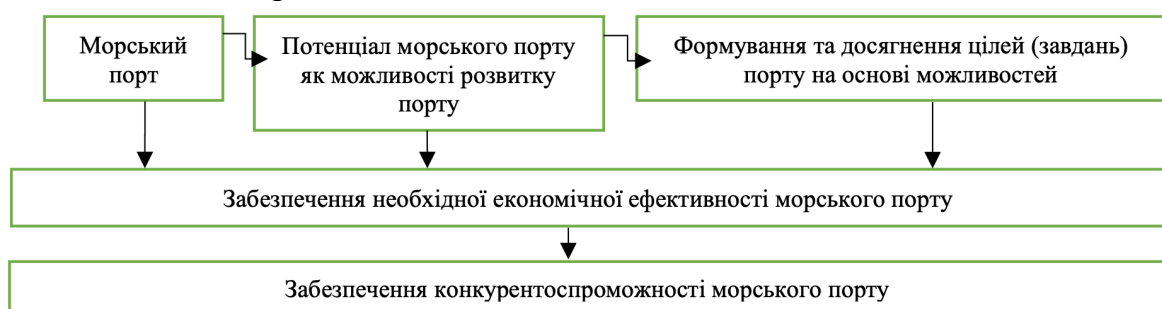 Морський
порт
Потенціал морського порту
як можливості розвитку
порту
Формування та досягнення цілей (завдань)
порту на основі можливостей
Забезпечення необхідної економічної ефективності морського порту
Забезпечення конкурентоспроможності морського порту